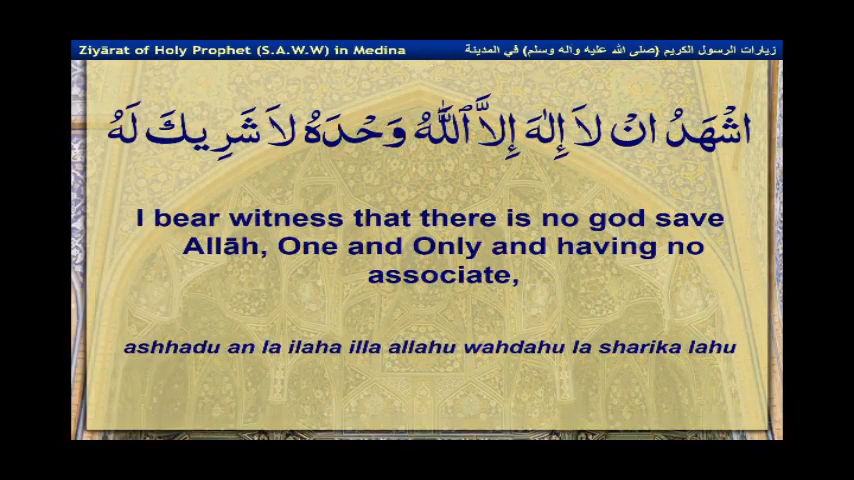 Ziyārat of Holy Prophet (S.A.W.W) in Medina
زيارات الرسول الكريم (صلى الله عليه واله وسلم) في المدينة
اشْهَدُ انْ لاَ إِلٰهَ إِلاَّ ٱللَّهُ وَحْدَهُ لاَ شَرِيكَ لَهُ
I bear witness that there is no god save
Allāh, One and Only and having no
associate,
ashhadu an la ilaha illa allahu wahdahu la sharika lahu